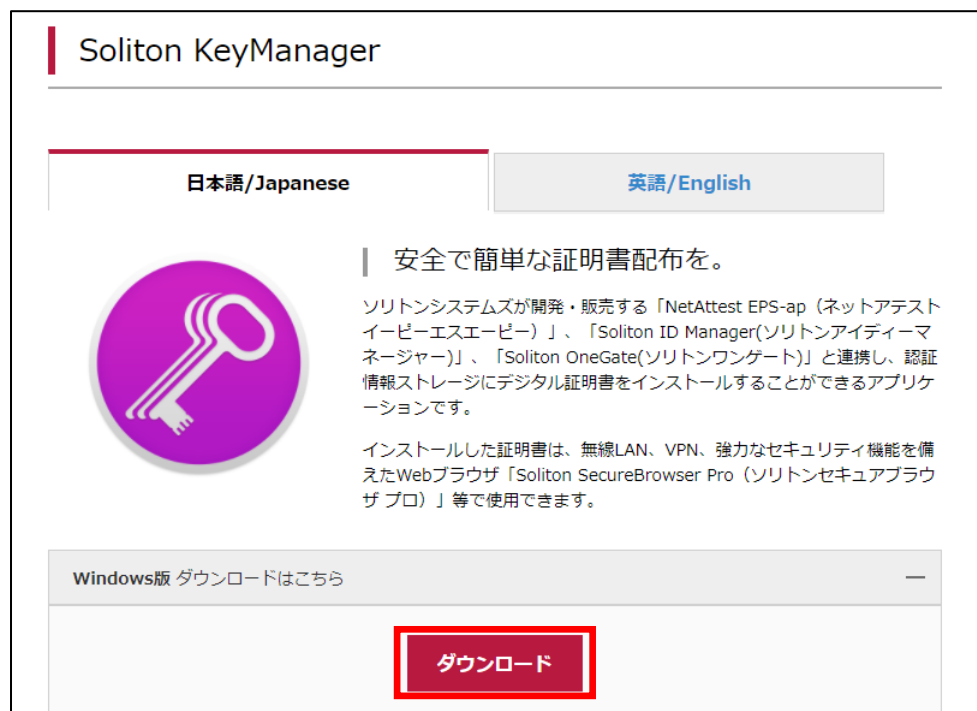 Soliton KeyManager
日本語/Japanese
英語/English
安全で簡単な証明書配布を。
ソリトンシステムズが開発・販売する「NetAttest EPS-ap（ネットアテスト
イーピーエスエーピー）」、「Soliton ID Manager(ソリトンアイディーマ
ネージャー)」、「Soliton OneGate(ソリトンワンゲート)」と連携し、認証
情報ストレージにデジタル証明書をインストールすることができるアプリケ
ーションです。
インストールした証明書は、無線LAN、VPN、強力なセキュリティ機能を備
えたWebブラウザ「Soliton SecureBrowser Pro（ソリトンセキュアブラウ
ザ プロ）」等で使用できます。
Windows版 ダウンロードはこちら
ダウンロード